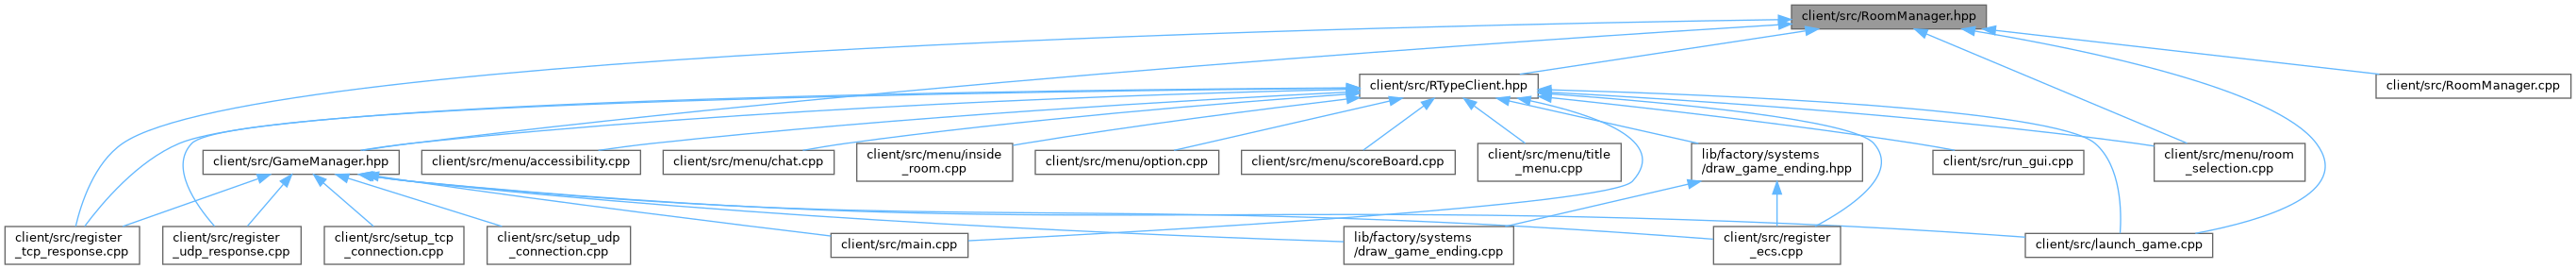 client/src/RoomManager.hpp
client/src/RTypeClient.hpp
client/src/RoomManager.cpp
client/src/GameManager.hpp
client/src/menu/accessibility.cpp
client/src/menu/chat.cpp
client/src/menu/inside
_room.cpp
client/src/menu/option.cpp
client/src/menu/scoreBoard.cpp
client/src/menu/title
_menu.cpp
lib/factory/systems
/draw_game_ending.hpp
client/src/run_gui.cpp
client/src/menu/room
_selection.cpp
client/src/register
_tcp_response.cpp
client/src/register
_udp_response.cpp
client/src/setup_tcp
_connection.cpp
client/src/setup_udp
_connection.cpp
client/src/main.cpp
lib/factory/systems
/draw_game_ending.cpp
client/src/register
_ecs.cpp
client/src/launch_game.cpp